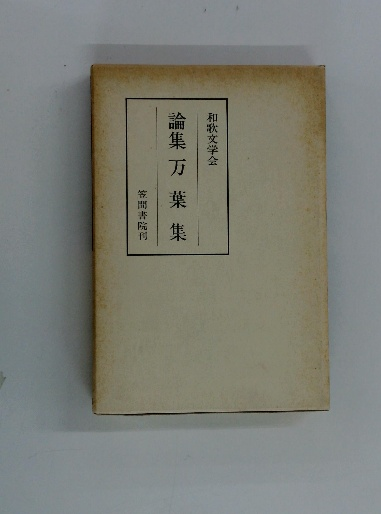 和歌文学会
論集 万葉集
笠間書院刊